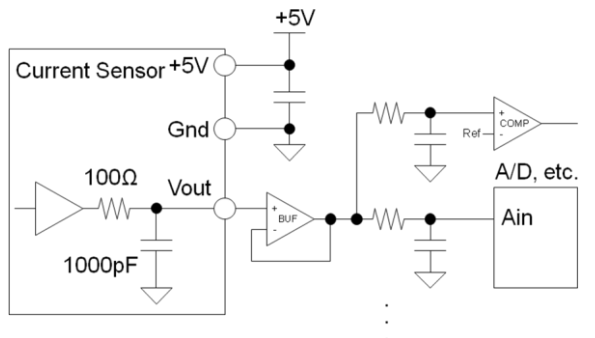 +5V
Current Sensor +5V
Gnd
100Ω
Vout
1000pF
+
-
BUF
+
-
COMP
Ref
A/D, etc.
Ain